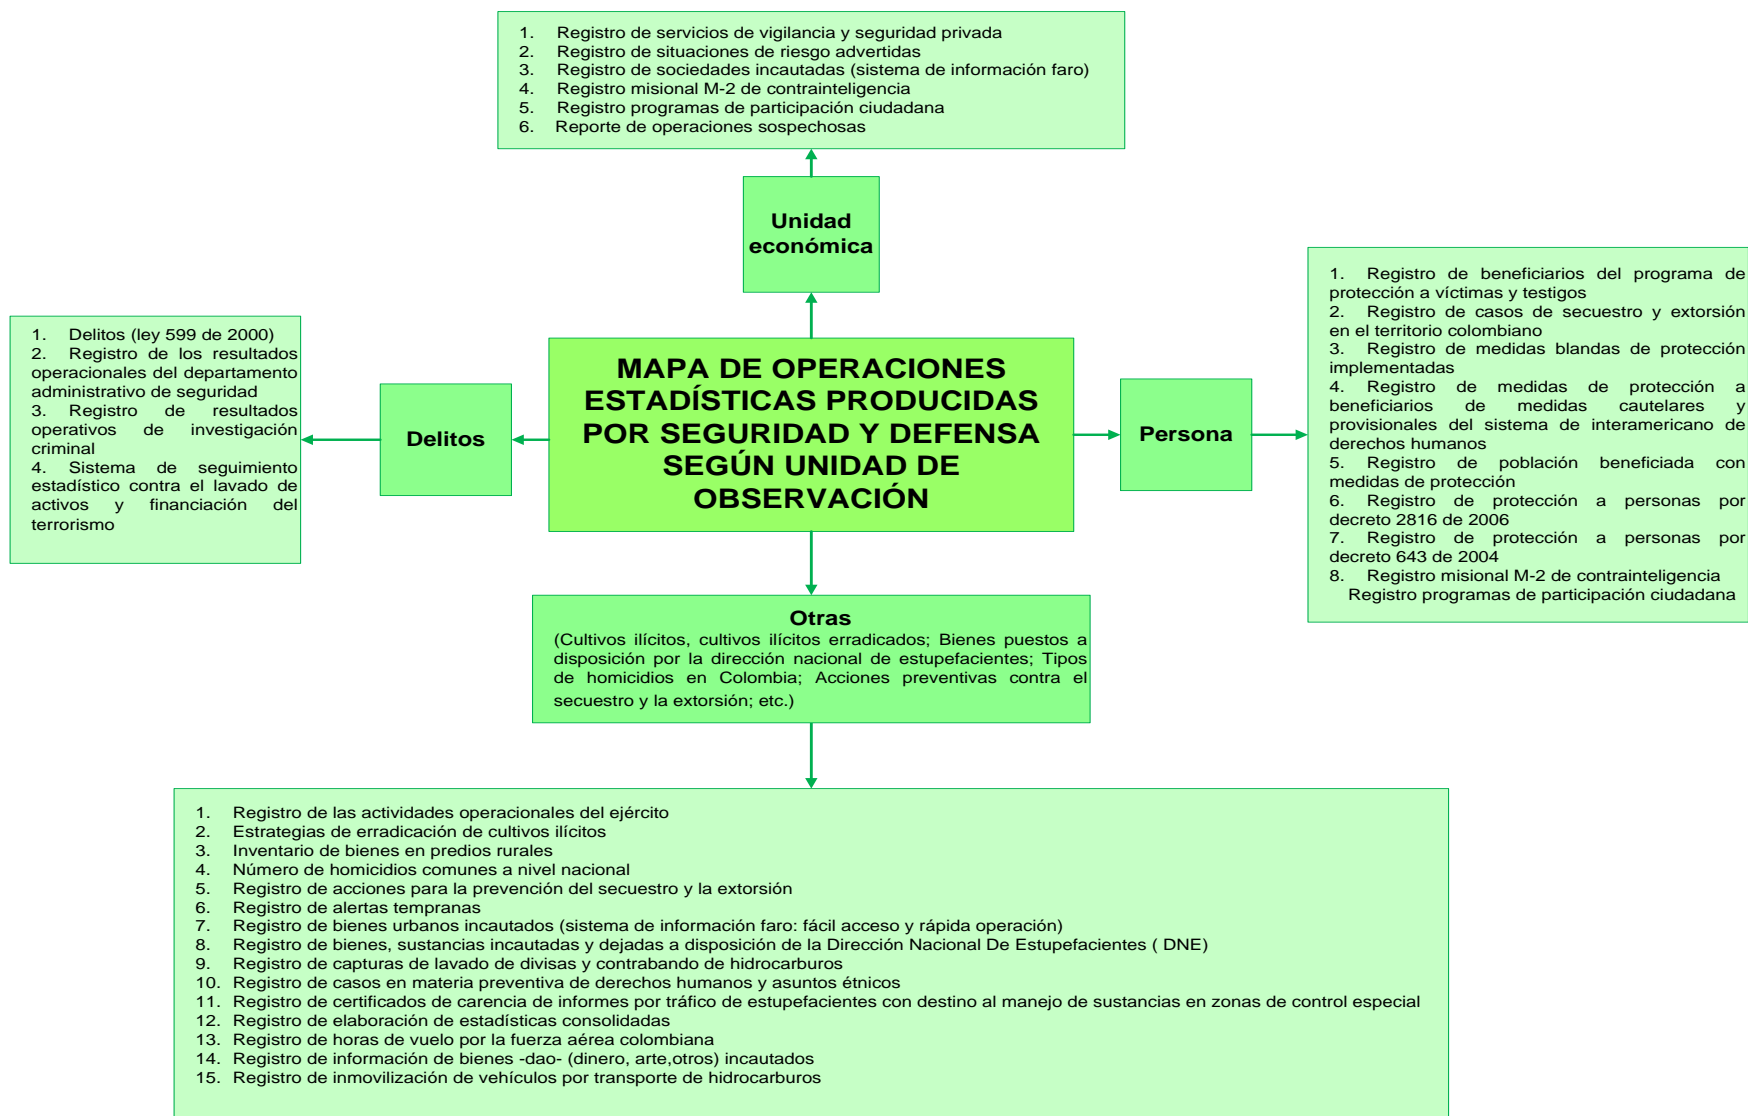 1. Registro de servicios de vigilancia y seguridad privada
2. Registro de situaciones de riesgo advertidas
3. Registro de sociedades incautadas (sistema de información faro)
4. Registro misional M-2 de contrainteligencia
5. Registro programas de participación ciudadana
6. Reporte de operaciones sospechosas
Unidad
económica
1. Delitos (ley 599 de 2000)
2. Registro de los resultados
operacionales del departamento
administrativo de seguridad
3. Registro de resultados
operativos de investigación
criminal
4. Sistema de seguimiento
estadístico contra el lavado de
activos y financiación del
terrorismo
Delitos
MAPA DE OPERACIONES
ESTADÍSTICAS PRODUCIDAS
POR SEGURIDAD Y DEFENSA
SEGÚN UNIDAD DE
OBSERVACIÓN
Persona
1. Registro de beneficiarios del programa de
protección a víctimas y testigos
2. Registro de casos de secuestro y extorsión
en el territorio colombiano
3. Registro de medidas blandas de protección
implementadas
4. Registro de medidas de protección a
beneficiarios de medidas cautelares y
provisionales del sistema de interamericano de
derechos humanos
5. Registro de población beneficiada con
medidas de protección
6. Registro de protección a personas por
decreto 2816 de 2006
7. Registro de protección a personas por
decreto 643 de 2004
8. Registro misional M-2 de contrainteligencia
Registro programas de participación ciudadana
Otras
(Cultivos ilícitos, cultivos ilícitos erradicados; Bienes puestos a
disposición por la dirección nacional de estupefacientes; Tipos
de homicidios en Colombia; Acciones preventivas contra el
secuestro y la extorsión; etc.)
1. Registro de las actividades operacionales del ejército
2. Estrategias de erradicación de cultivos ilícitos
3. Inventario de bienes en predios rurales
4. Número de homicidios comunes a nivel nacional
5. Registro de acciones para la prevención del secuestro y la extorsión
6. Registro de alertas tempranas
7. Registro de bienes urbanos incautados (sistema de información faro: fácil acceso y rápida operación)
8. Registro de bienes, sustancias incautadas y dejadas a disposición de la Dirección Nacional De Estupefacientes ( DNE)
9. Registro de capturas de lavado de divisas y contrabando de hidrocarburos
10. Registro de casos en materia preventiva de derechos humanos y asuntos étnicos
11. Registro de certificados de carencia de informes por tráfico de estupefacientes con destino al manejo de sustancias en zonas de control especial
12. Registro de elaboración de estadísticas consolidadas
13. Registro de horas de vuelo por la fuerza aérea colombiana
14. Registro de información de bienes -dao- (dinero, arte,otros) incautados
15. Registro de inmovilización de vehículos por transporte de hidrocarburos